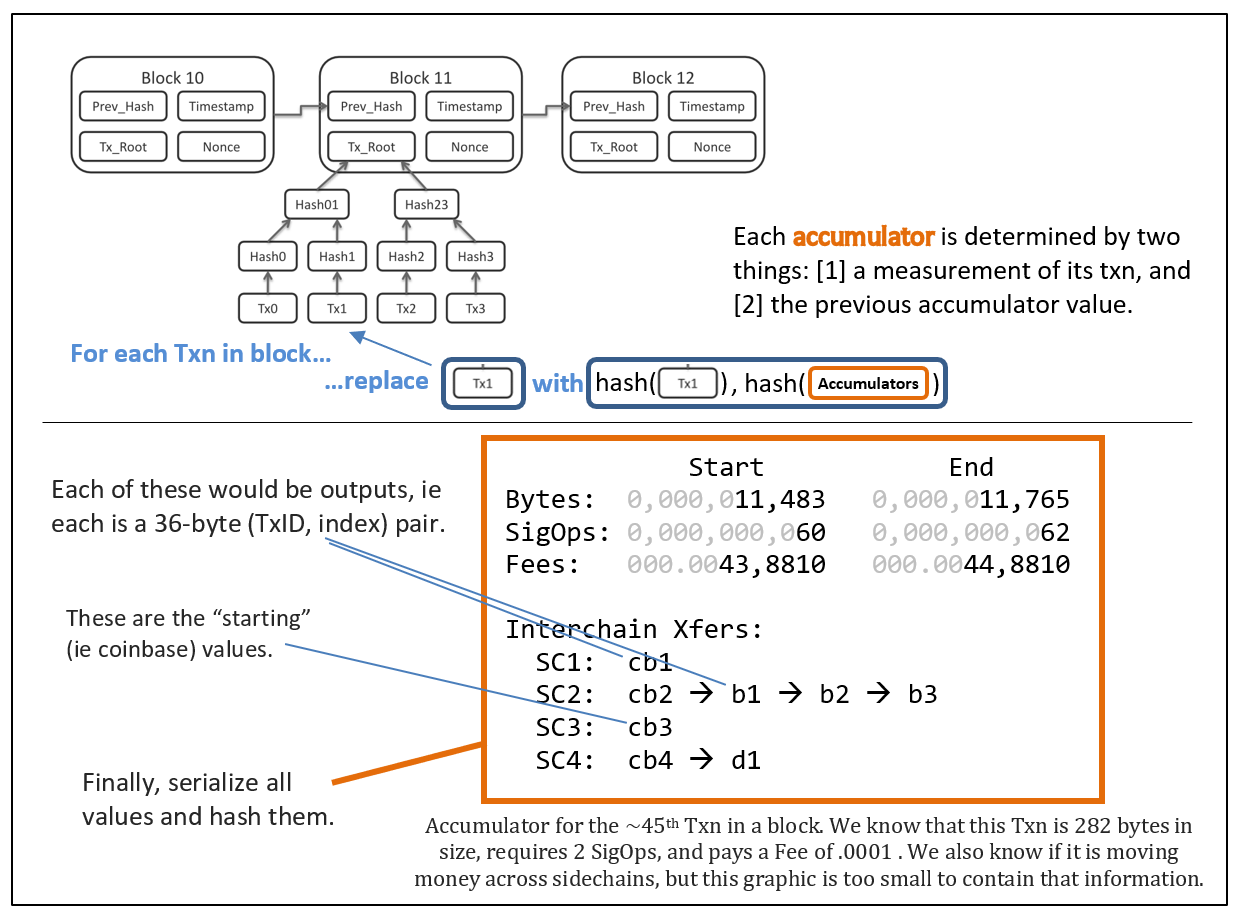 Block 10
Block 11
Block 12
Prev_Hash Timestamp
Prev_Hash Timestamp
Prev_Hash Timestamp
Tx_Root Nonce
Tx_Root Nonce
Tx_Root Nonce
Hash01 Hash23
Hash0 Hash1 Hash2 Hash3
Tx0 Tx1 Tx2 Tx3
Each accumulator is determined by two
things: [1] a measurement of its txn, and
[2] the previous accumulator value.
For each Txn in block…
…replace Tx1 with hash( Tx1 ), hash( Accumulators )
Each of these would be outputs, ie
each is a 36-byte (TxID, index) pair.
These are the “starting”
(ie coinbase) values.
Finally, serialize all
values and hash them.
Start End
Bytes: 0,000,011,483 0,000,011,765
SigOps: 0,000,000,060 0,000,000,062
Fees: 000.0043,8810 000.0044,8810
Interchain Xfers:
SC1: cb1
SC2: cb2 → b1 → b2 → b3
SC3: cb3
SC4: cb4 → d1
Accumulator for the ~45th Txn in a block. We know that this Txn is 282 bytes in
size, requires 2 SigOps, and pays a Fee of .0001 . We also know if it is moving
money across sidechains, but this graphic is too small to contain that information.